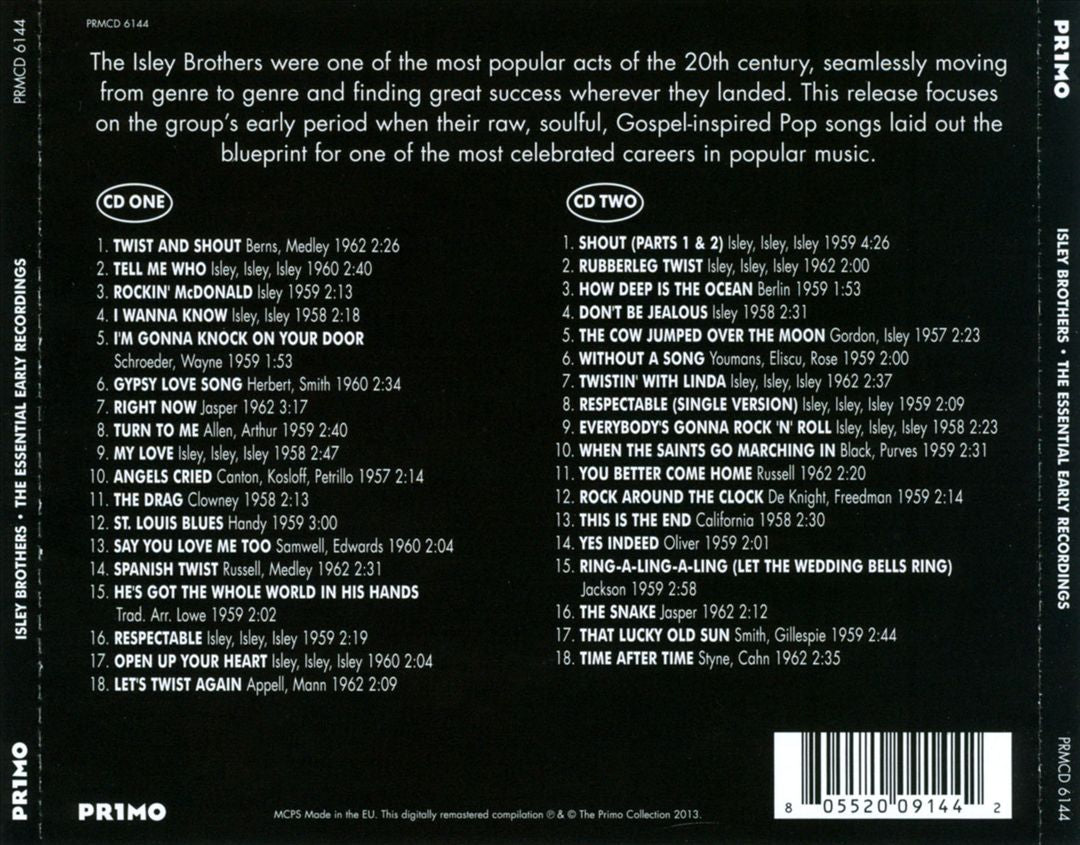 PRMCD 6144
The Isley Brothers were one of the most popular acts of the 20th century, seamlessly moving
from genre to genre and finding great success wherever they landed. This release focuses
on the group's early period when their raw, soulful, Gospel-inspired Pop songs laid out the
blueprint for one of the most celebrated careers in popular music.
CD ONE
1. TWIST AND SHOUT Berns, Medley 1962 2:26
2. TELL ME WHO Isley, Isley, Isley 1960 2:40
3. ROCKIN' McDONALD Isley 1959 2:13
4. I WANNA KNOW Isley, Isley 1958 2:18
5. I'M GONNA KNOCK ON YOUR DOOR
Schroeder, Wayne 1959 1:53
6. GYPSY LOVE SONG Herbert, Smith 1960 2:34
7. RIGHT NOW Jasper 1962 3:17
8. TURN TO ME Allen, Arthur 1959 2:40
9. MY LOVE Isley, Isley, Isley 1958 2:47
10. ANGELS CRIED Canton, Kosloff, Petrillo 1957 2:14
11. THE DRAG Clowney 1958 2:13
12. ST. LOUIS BLUES Handy 1959 3:00
13. SAY YOU LOVE ME TOO Samwell, Edwards 1960 2:04
14. SPANISH TWIST Russell, Medley 1962 2:31
15. HE'S GOT THE WHOLE WORLD IN HIS HANDS
Trad. Arr. Lowe 1959 2:02
16. RESPECTABLE Isley, Isley, Isley 1959 2:19
17. OPEN UP YOUR HEART Isley, Isley, Isley 1960 2:04
18. LET'S TWIST AGAIN Appell, Mann 1962 2:09
CD TWO
1. SHOUT (PARTS 1 & 2) Isley, Isley, Isley 1959 4:26
2. RUBBERLEG TWIST Isley, Isley, Isley 1962 2:00
3. HOW DEEP IS THE OCEAN Berlin 1959 1:53
4. DON'T BE JEALOUS Isley 1958 2:31
5. THE COW JUMPED OVER THE MOON Gordon, Isley 1957 2:23
6. WITHOUT A SONG Youmans, Eliscu, Rose 1959 2:00
7. TWISTIN' WITH LINDA Isley, Isley, Isley 1962 2:37
8. RESPECTABLE (SINGLE VERSION) Isley, Isley, Isley 1959 2:09
9. EVERYBODY'S GONNA ROCK 'N' ROLL Isley, Isley, Isley 1958 2:23
10. WHEN THE SAINTS GO MARCHING IN Black, Purves 1959 2:31
11. YOU BETTER COME HOME Russell 1962 2:20
12. ROCK AROUND THE CLOCK De Knight, Freedman 1959 2:14
13. THIS IS THE END California 1958 2:30
14. YES INDEED Oliver 1959 2:01
15. RING-A-LING-A-LING (LET THE WEDDING BELLS RING)
Jackson 1959 2:58
16. THE SNAKE Jasper 1962 2:12
17. THAT LUCKY OLD SUN Smith, Gillespie 1959 2:44
18. TIME AFTER TIME Styne, Cahn 1962 2:35
PR1MO
MCPS Made in the EU. This digitally remastered compilation ℗ & © The Primo Collection 2013.
8 05520 09144 2
PRMCD 6144
ISLEY BROTHERS • THE ESSENTIAL EARLY RECORDINGS
PR1MO
PR1MO
ISLEY BROTHERS • THE ESSENTIAL EARLY RECORDINGS
PRMCD 6144